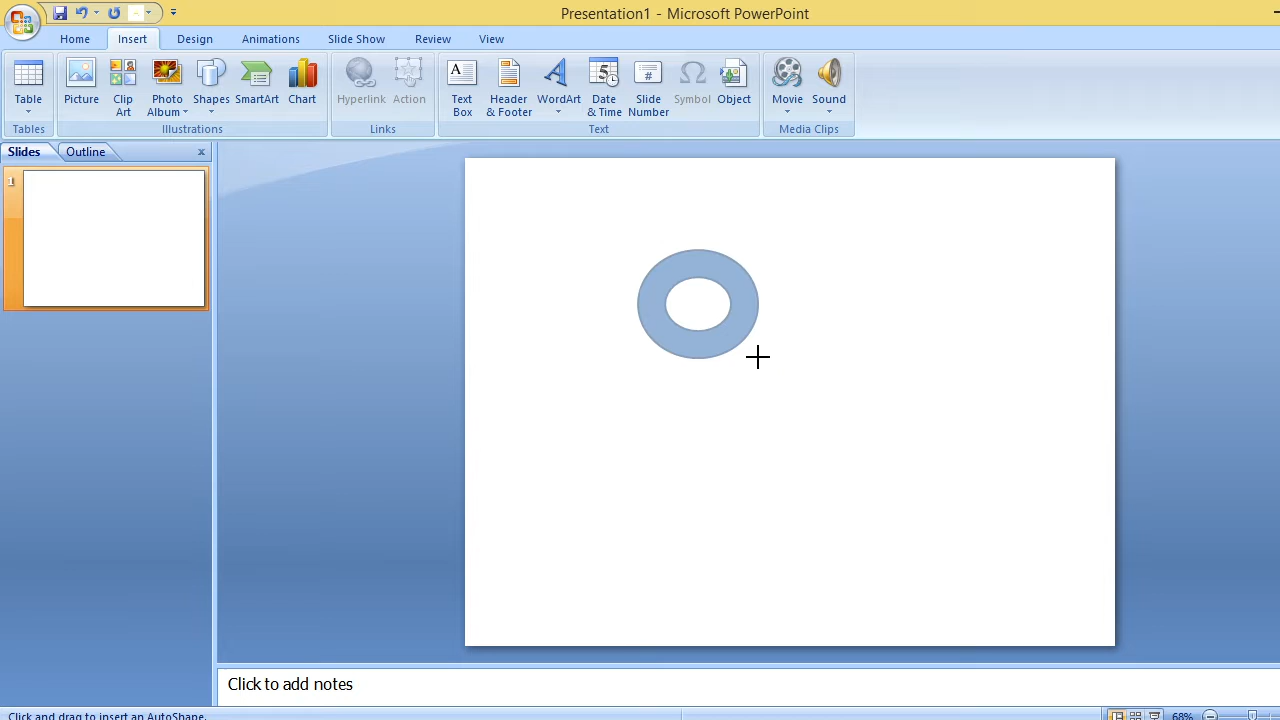 Presentation1 - Microsoft PowerPoint
Home Insert Design Animations Slide Show Review View
Table Picture Clip Art Photo Album Shapes SmartArt Chart Hyperlink Action Text Box Header & Footer WordArt Date & Time Slide Number Symbol Object Movie Sound
Tables Illustrations Links Text Media Clips
Slides Outline x
1
Click to add notes
Click and drag to insert an AutoShape. 68%